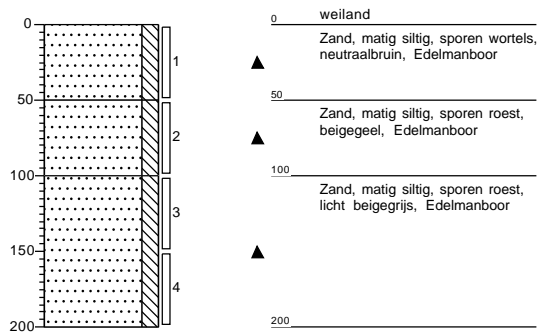 0
50
100
150
200
1
2
3
4
0 weiland
Zand, matig siltig, sporen wortels,
neutraalbruin, Edelmanboor
50
Zand, matig siltig, sporen roest,
beigegeel, Edelmanboor
100
Zand, matig siltig, sporen roest,
licht beigegrijs, Edelmanboor
200